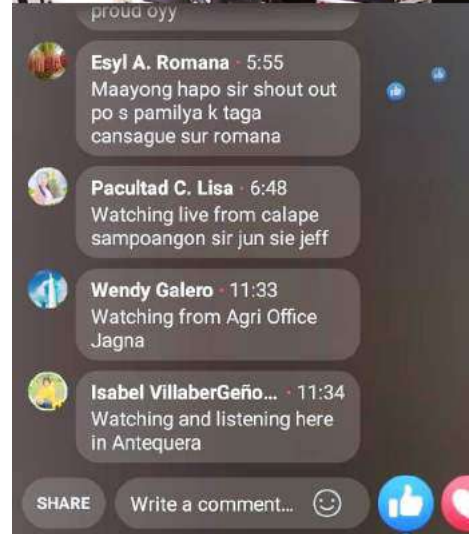 proud oyy
Esyl A. Romana · 5:55
Maayong hapo sir shout out
po s pamilya k taga
cansague sur romana
Pacultad C. Lisa · 6:48
Watching live from calape
sampoangon sir jun sie jeff
Wendy Galero · 11:33
Watching from Agri Office
Jagna
Isabel VillaberGeño... · 11:34
Watching and listening here
in Antequera
SHARE
Write a comment...